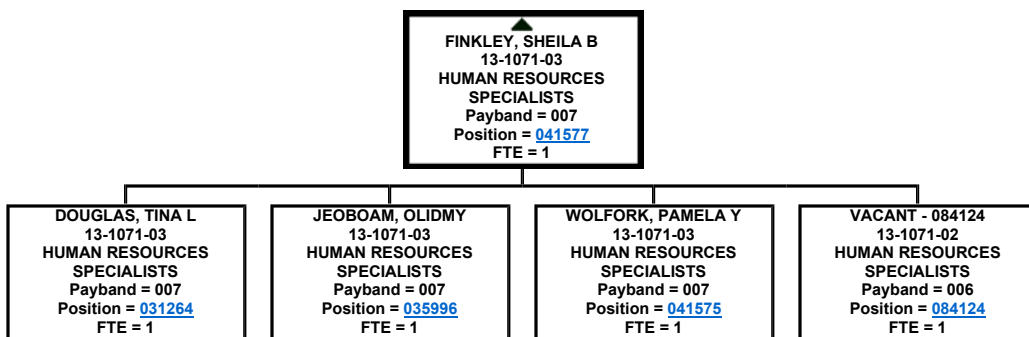 FINKLEY, SHEILA B
13-1071-03
HUMAN RESOURCES
SPECIALISTS
Payband = 007
Position = 041577
FTE = 1
DOUGLAS, TINA L
13-1071-03
HUMAN RESOURCES
SPECIALISTS
Payband = 007
Position = 031264
FTE = 1
JEOBOAM, OLIDMY
13-1071-03
HUMAN RESOURCES
SPECIALISTS
Payband = 007
Position = 035996
FTE = 1
WOLFORK, PAMELA Y
13-1071-03
HUMAN RESOURCES
SPECIALISTS
Payband = 007
Position = 041575
FTE = 1
VACANT - 084124
13-1071-02
HUMAN RESOURCES
SPECIALISTS
Payband = 006
Position = 084124
FTE = 1